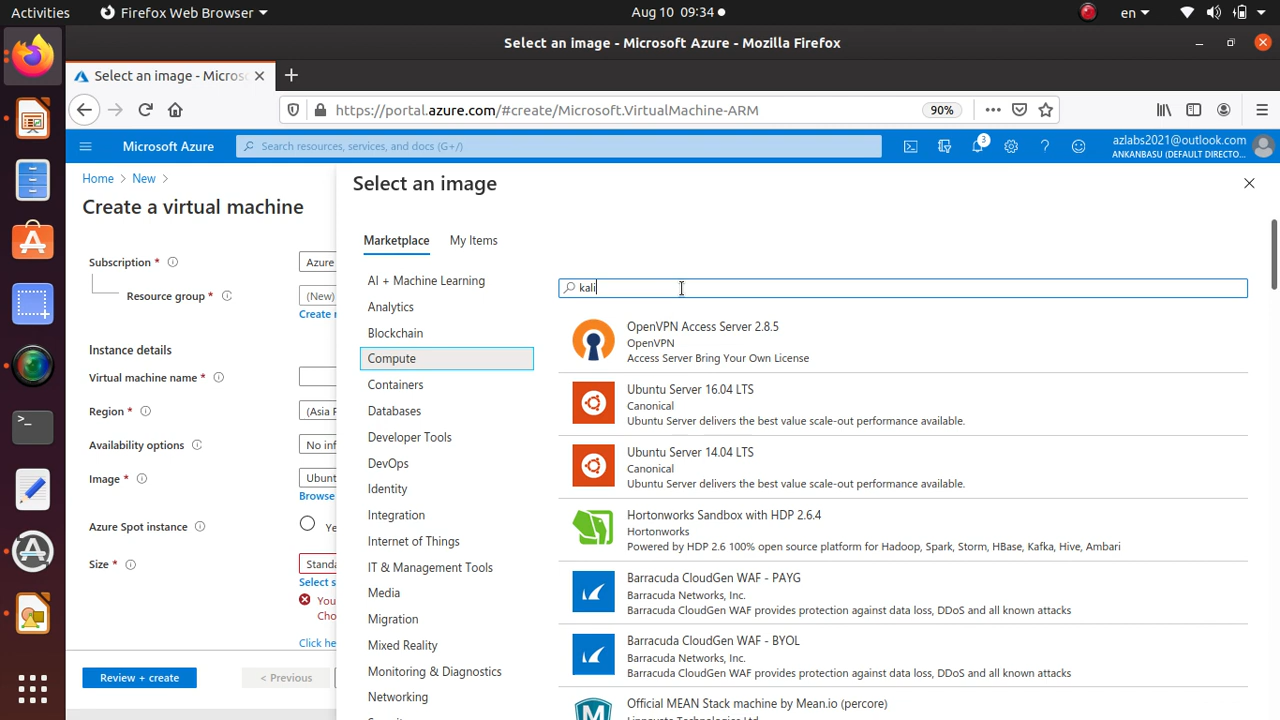 Activities
Firefox Web Browser
Aug 10 09:34
en
Select an image - Microsoft Azure - Mozilla Firefox
Select an image - Micros
https://portal.azure.com/#create/Microsoft.VirtualMachine-ARM
90%
Microsoft Azure
Search resources, services, and docs (G+/)
3
azlabs2021@outlook.com
ANKANBASU (DEFAULT DIRECTO...
Home > New >
Create a virtual machine
Subscription *
Azure
Resource group *
(New)
Create n
Instance details
Virtual machine name *
Region *
(Asia P
Availability options
No inf
Image *
Ubunt
Browse
Azure Spot instance
Ye
Size *
Standa
Select s
You
Cho
Click he
Review + create
< Previous
Select an image
Marketplace
My Items
AI + Machine Learning
Analytics
Blockchain
Compute
Containers
Databases
Developer Tools
DevOps
Identity
Integration
Internet of Things
IT & Management Tools
Media
Migration
Mixed Reality
Monitoring & Diagnostics
Networking
kali
OpenVPN Access Server 2.8.5
OpenVPN
Access Server Bring Your Own License
Ubuntu Server 16.04 LTS
Canonical
Ubuntu Server delivers the best value scale-out performance available.
Ubuntu Server 14.04 LTS
Canonical
Ubuntu Server delivers the best value scale-out performance available.
Hortonworks Sandbox with HDP 2.6.4
Hortonworks
Powered by HDP 2.6 100% open source platform for Hadoop, Spark, Storm, HBase, Kafka, Hive, Ambari
Barracuda CloudGen WAF - PAYG
Barracuda Networks, Inc.
Barracuda CloudGen WAF provides protection against data loss, DDoS and all known attacks
Barracuda CloudGen WAF - BYOL
Barracuda Networks, Inc.
Barracuda CloudGen WAF provides protection against data loss, DDoS and all known attacks
Official MEAN Stack machine by Mean.io (percore)